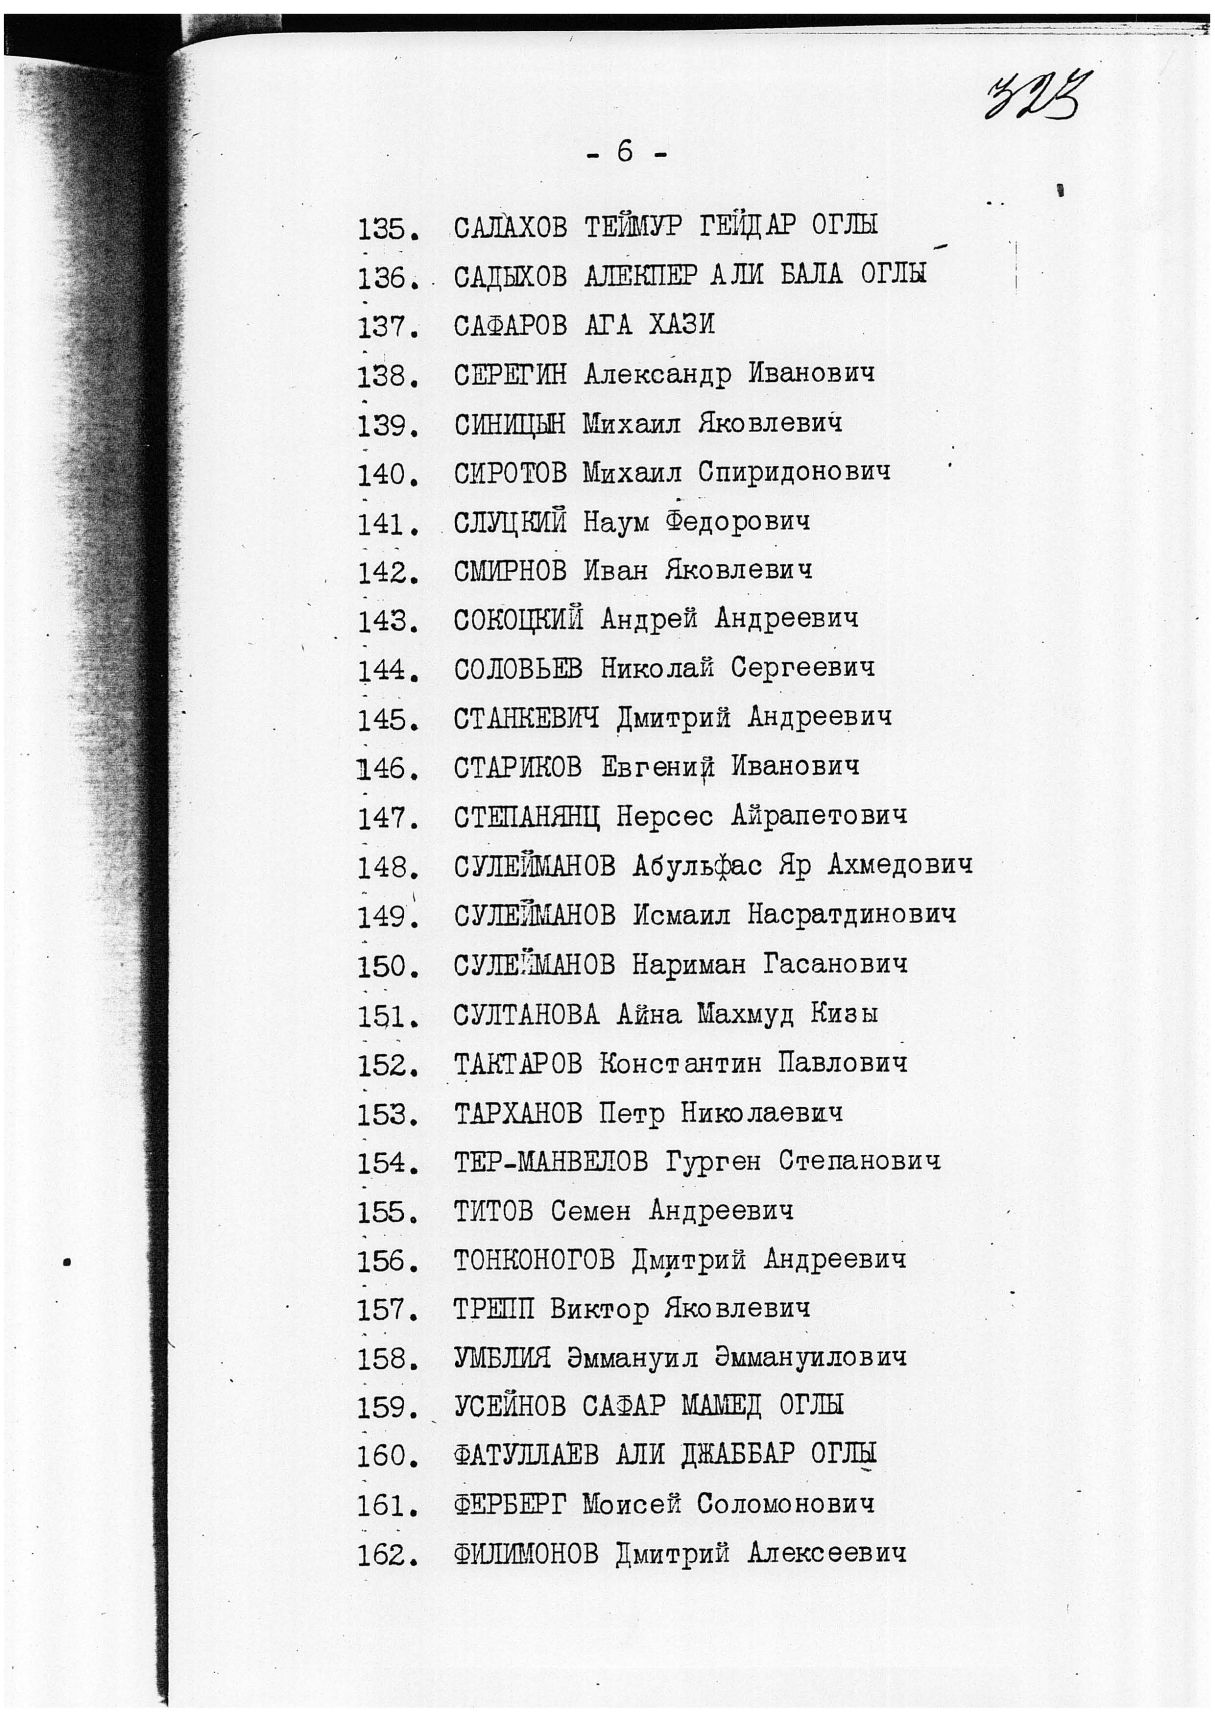 323
- 6 -
135. САЛАХОВ ТЕЙМУР ГЕЙДАР ОГЛЫ
136. САДЫХОВ АЛЕКПЕР АЛИ БАЛА ОГЛЫ
137. САФАРОВ АГА ХАЗИ
138. СЕРЕГИН Александр Иванович
139. СИНИЦЫН Михаил Яковлевич
140. СИРОТОВ Михаил Спиридонович
141. СЛУЦКИЙ Наум Федорович
142. СМИРНОВ Иван Яковлевич
143. СОКОЦКИЙ Андрей Андреевич
144. СОЛОВЬЕВ Николай Сергеевич
145. СТАНКЕВИЧ Дмитрий Андреевич
146. СТАРИКОВ Евгений Иванович
147. СТЕПАНЯНЦ Нерсес Айрапетович
148. СУЛЕЙМАНОВ Абульфас Яр Ахмедович
149. СУЛЕЙМАНОВ Исмаил Насратдинович
150. СУЛЕЙМАНОВ Нариман Гасанович
151. СУЛТАНОВА Айна Махмуд Кизы
152. ТАКТАРОВ Константин Павлович
153. ТАРХАНОВ Петр Николаевич
154. ТЕР-МАНВЕЛОВ Гурген Степанович
155. ТИТОВ Семен Андреевич
156. ТОНКОНОГОВ Дмитрий Андреевич
157. ТРЕПП Виктор Яковлевич
158. УМБЛИЯ Эммануил Эммануилович
159. УСЕЙНОВ САФАР МАМЕД ОГЛЫ
160. ФАТУЛЛАЕВ АЛИ ДЖАББАР ОГЛЫ
161. ФЕРБЕРГ Моисей Соломонович
162. ФИЛИМОНОВ Дмитрий Алексеевич